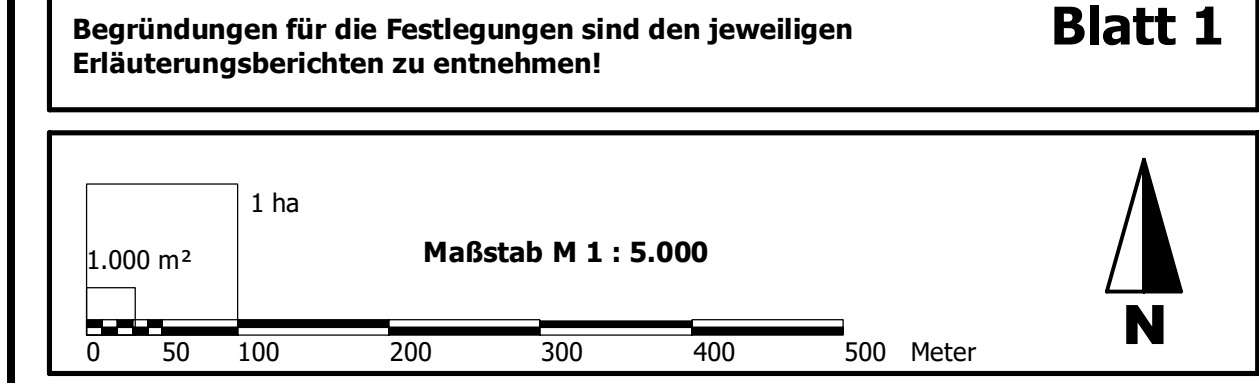 Begründungen für die Festlegungen sind den jeweiligen
Erläuterungsberichten zu entnehmen!
Blatt 1
1 ha
1.000 m²
Maßstab M 1 : 5.000
N
0 50 100 200 300 400 500 Meter